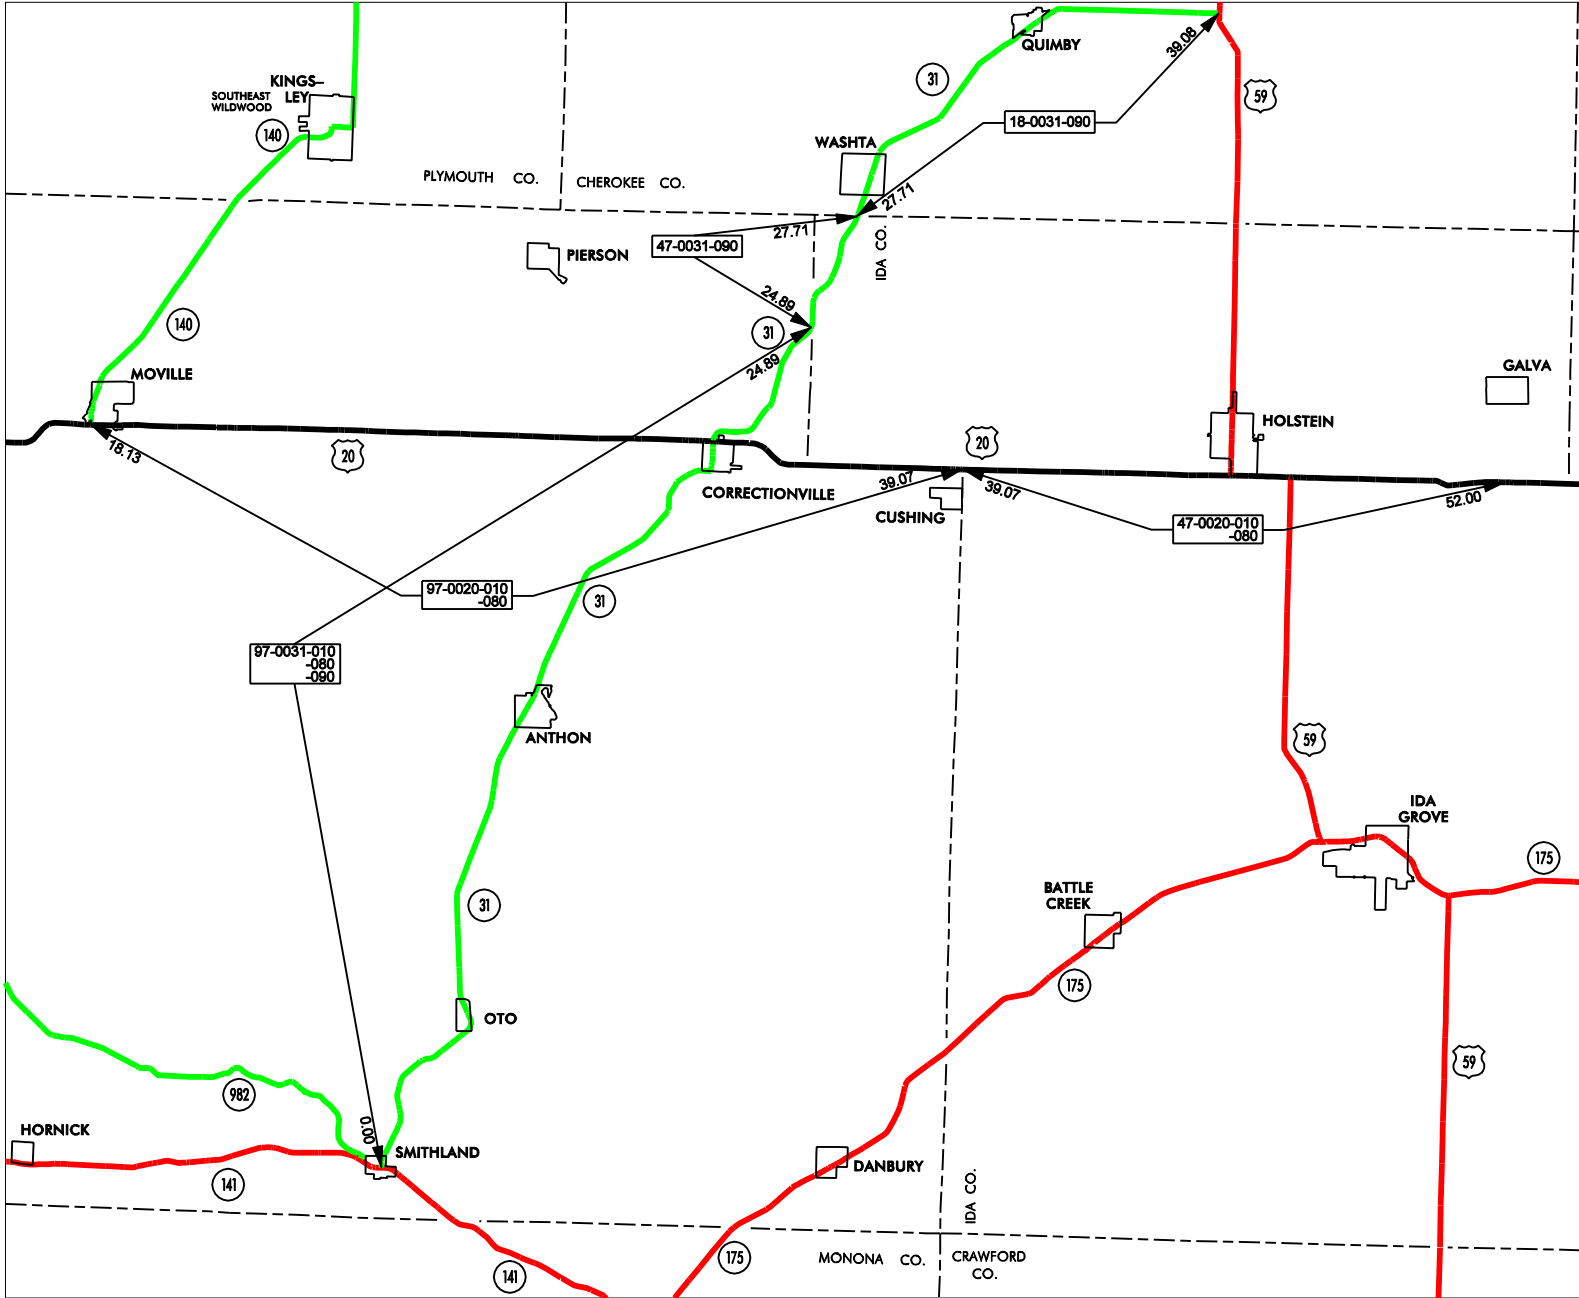 QUIMBY
39.08
KINGS-
LEY
SOUTHEAST
WILDWOOD
31
59
18-0031-090
140
WASHTA
PLYMOUTH CO.
CHEROKEE CO.
27.71
27.71
47-0031-090
IDA CO.
PIERSON
24.89
140
31
24.89
MOVILLE
GALVA
HOLSTEIN
18.13
20
20
39.07
39.07
52.00
CORRECTIONVILLE
CUSHING
47-0020-010
-080
97-0020-010
-080
31
97-0031-010
-080
-090
ANTHON
59
IDA
GROVE
175
BATTLE
CREEK
31
175
OTO
59
982
0.00
HORNICK
SMITHLAND
DANBURY
141
IDA CO.
MONONA CO.
CRAWFORD
CO.
175
141